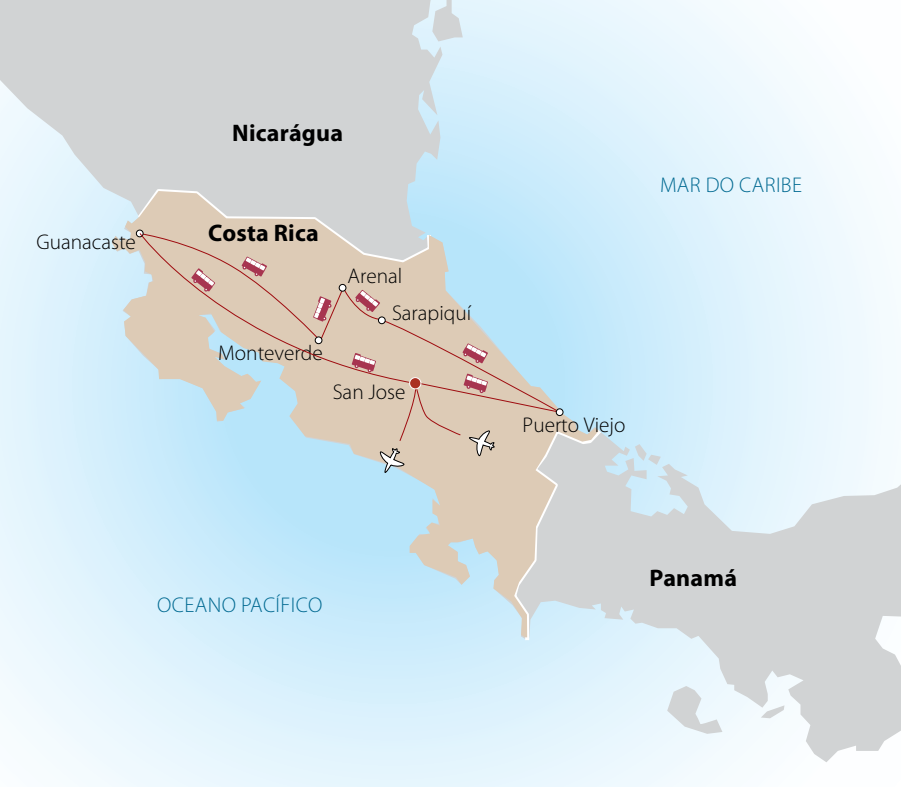 Nicarágua
MAR DO CARIBE
Costa Rica
Guanacaste
Arenal
Sarapiquí
Monteverde
San Jose
Puerto Viejo
Panamá
OCEANO PACÍFICO